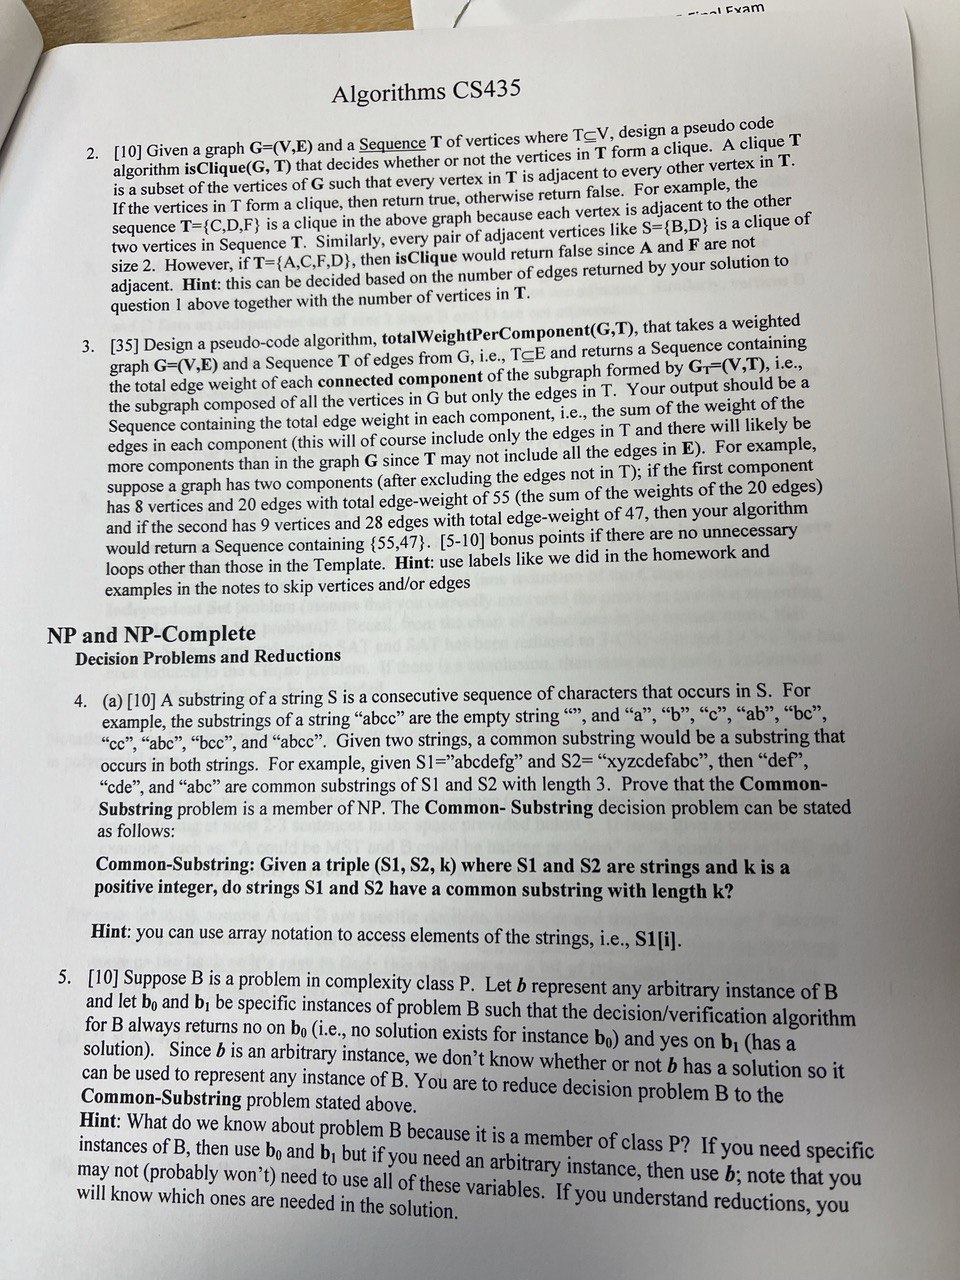 Final Exam
Algorithms CS435
2. [10] Given a graph G=(V,E) and a Sequence T of vertices where T⊆V, design a pseudo code
algorithm isClique(G, T) that decides whether or not the vertices in T form a clique. A clique T
is a subset of the vertices of G such that every vertex in T is adjacent to every other vertex in T.
If the vertices in T form a clique, then return true, otherwise return false. For example, the
sequence T={C,D,F} is a clique in the above graph because each vertex is adjacent to the other
two vertices in Sequence T. Similarly, every pair of adjacent vertices like S={B,D} is a clique of
size 2. However, if T={A,C,F,D}, then isClique would return false since A and F are not
adjacent. Hint: this can be decided based on the number of edges returned by your solution to
question 1 above together with the number of vertices in T.
3. [35] Design a pseudo-code algorithm, totalWeightPerComponent(G,T), that takes a weighted
graph G=(V,E) and a Sequence T of edges from G, i.e., T⊆E and returns a Sequence containing
the total edge weight of each connected component of the subgraph formed by GT=(V,T), i.e.,
the subgraph composed of all the vertices in G but only the edges in T. Your output should be a
Sequence containing the total edge weight in each component, i.e., the sum of the weight of the
edges in each component (this will of course include only the edges in T and there will likely be
more components than in the graph G since T may not include all the edges in E). For example,
suppose a graph has two components (after excluding the edges not in T); if the first component
has 8 vertices and 20 edges with total edge-weight of 55 (the sum of the weights of the 20 edges)
and if the second has 9 vertices and 28 edges with total edge-weight of 47, then your algorithm
would return a Sequence containing {55,47}. [5-10] bonus points if there are no unnecessary
loops other than those in the Template. Hint: use labels like we did in the homework and
examples in the notes to skip vertices and/or edges
NP and NP-Complete
Decision Problems and Reductions
4. (a) [10] A substring of a string S is a consecutive sequence of characters that occurs in S. For
example, the substrings of a string “abcc” are the empty string “”, and “a”, “b”, “c”, “ab”, “bc”,
“cc”, “abc”, “bcc”, and “abcc”. Given two strings, a common substring would be a substring that
occurs in both strings. For example, given S1=”abcdefg” and S2= “xyzcdefabc”, then “def”,
“cde”, and “abc” are common substrings of S1 and S2 with length 3. Prove that the Common-
Substring problem is a member of NP. The Common- Substring decision problem can be stated
as follows:
Common-Substring: Given a triple (S1, S2, k) where S1 and S2 are strings and k is a
positive integer, do strings S1 and S2 have a common substring with length k?
Hint: you can use array notation to access elements of the strings, i.e., S1[i].
5. [10] Suppose B is a problem in complexity class P. Let b represent any arbitrary instance of B
and let b0 and b1 be specific instances of problem B such that the decision/verification algorithm
for B always returns no on b0 (i.e., no solution exists for instance b0) and yes on b1 (has a
solution). Since b is an arbitrary instance, we don’t know whether or not b has a solution so it
can be used to represent any instance of B. You are to reduce decision problem B to the
Common-Substring problem stated above.
Hint: What do we know about problem B because it is a member of class P? If you need specific
instances of B, then use b0 and b1 but if you need an arbitrary instance, then use b; note that you
may not (probably won’t) need to use all of these variables. If you understand reductions, you
will know which ones are needed in the solution.